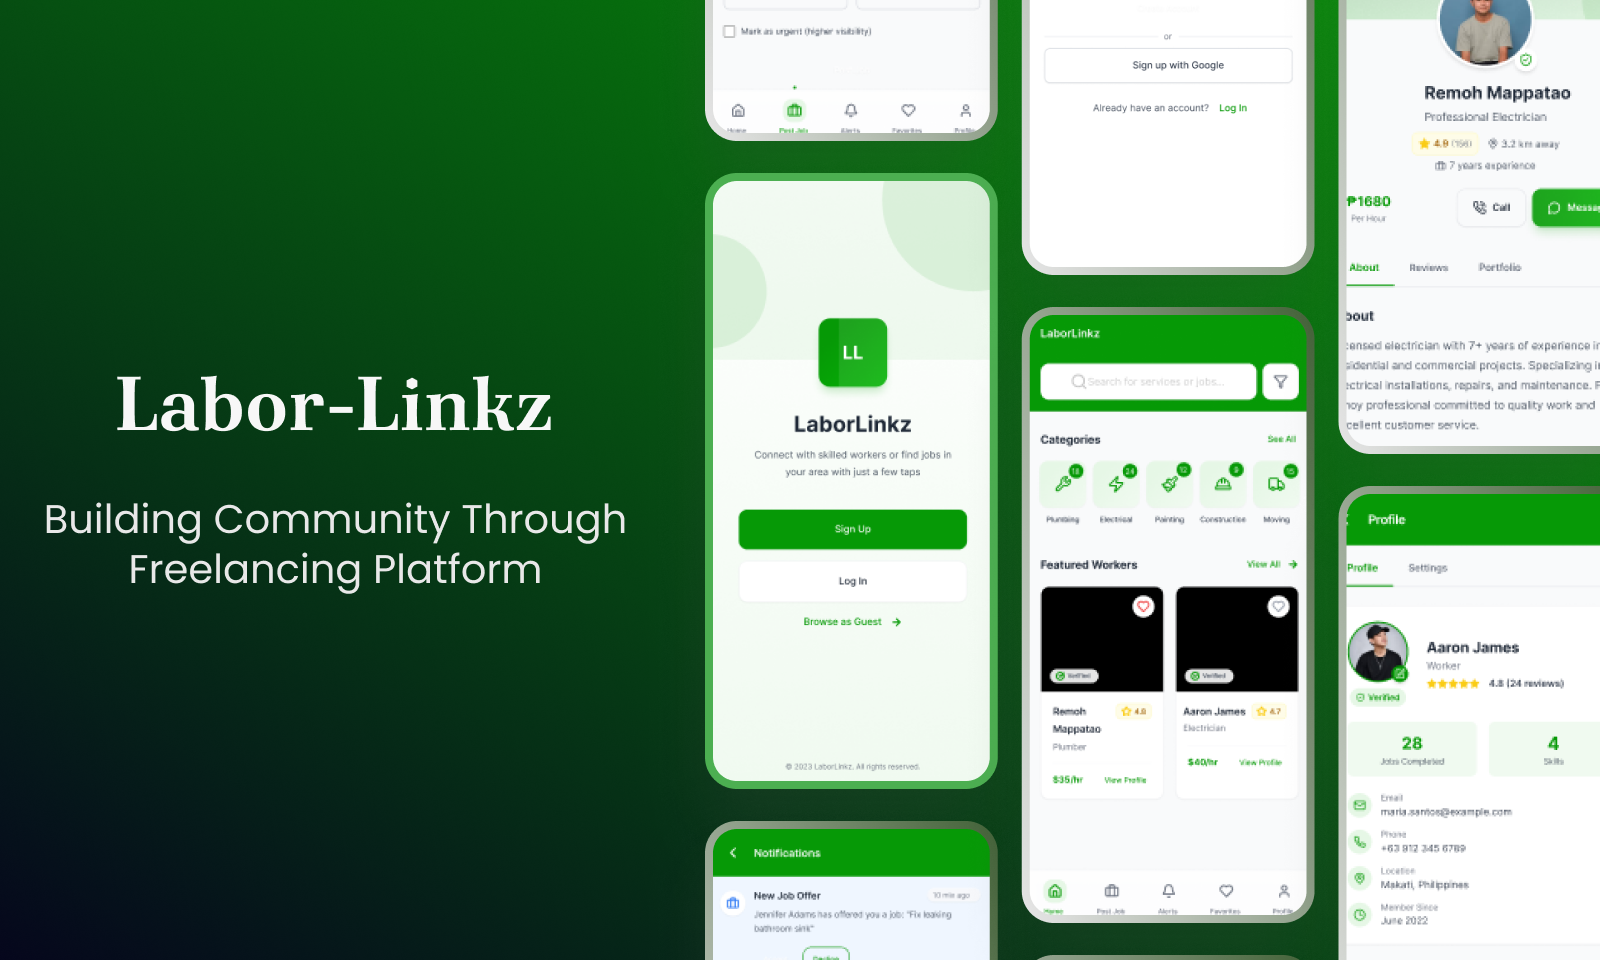 Labor-Linkz
Building Community Through
Freelancing Platform
Mark as urgent (higher visibility)
Home
Post Job
Alerts
Favorites
Profile
LL
LaborLinkz
Connect with skilled workers or find jobs in
your area with just a few taps
Sign Up
Log In
Browse as Guest
© 2023 LaborLinkz. All rights reserved.
Notifications
New Job Offer
10 min ago
Jennifer Adams has offered you a job: "Fix leaking
bathroom sink"
Decline
or
Sign up with Google
Already have an account? Log In
LaborLinkz
Search for services or jobs...
Categories
See All
18
24
12
9
15
Plumbing
Electrical
Painting
Construction
Moving
Featured Workers
View All
Verified
Verified
Remoh
Mappatao
4.8
Plumber
$35/hr
View Profile
Aaron James
4.7
Electrician
$40/hr
View Profile
Home
Post Job
Alerts
Favorites
Profile
Remoh Mappatao
Professional Electrician
4.9 (156)
3.2 km away
7 years experience
₱1680
Per Hour
Call
Messag
About
Reviews
Portfolio
bout
censed electrician with 7+ years of experience in
sidential and commercial projects. Specializing in
ectrical installations, repairs, and maintenance. F
noy professional committed to quality work and
cellent customer service.
Profile
Profile
Settings
Aaron James
Worker
4.8 (24 reviews)
Verified
28
Jobs Completed
4
Skills
Email
maria.santos@example.com
Phone
+63 912 345 6789
Location
Makati, Philippines
Member Since
June 2022